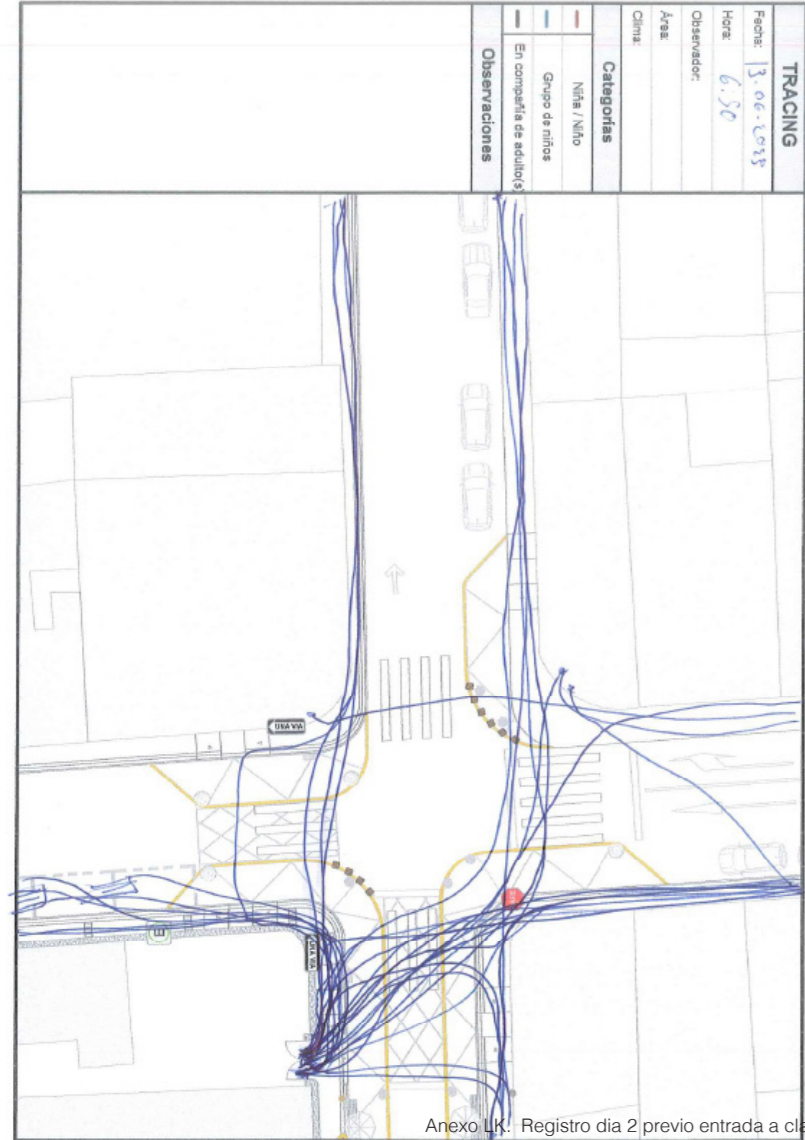 TRACING
Fecha: 13.06.2023
Hora: 6:50
Observador:
Área:
Clima:
Categorías
Niña / Niño
Grupo de niños
En compañía de adulto(s)
Observaciones
UNA VIA
E
UNA VIA
Anexo LK. Registro dia 2 previo entrada a cla